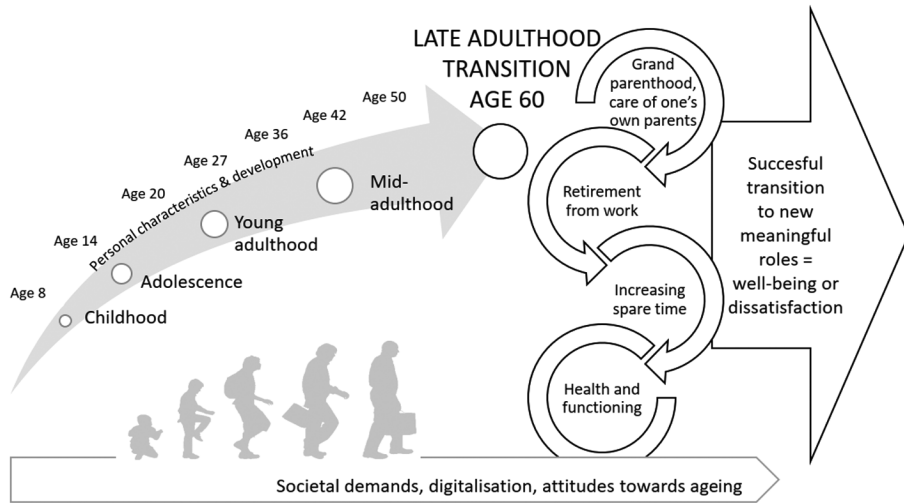 LATE ADULTHOOD
TRANSITION
AGE 60
Age 50
Age 42
Age 36
Age 27
Age 20
Age 14
Age 8
Personal characteristics & development
Childhood
Adolescence
Young
adulthood
Mid-
adulthood
Grand
parenthood,
care of one’s
own parents
Retirement
from work
Increasing
spare time
Health and
functioning
Succesful
transition
to new
meaningful
roles =
well-being or
dissatisfaction
Societal demands, digitalisation, attitudes towards ageing